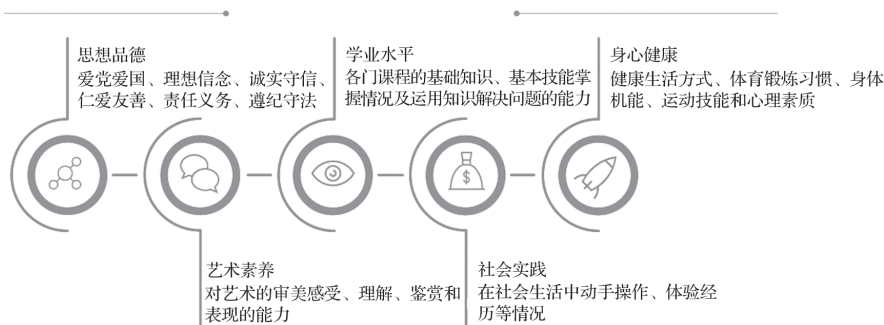 思想品德
爱党爱国、理想信念、诚实守信、
仁爱友善、责任义务、遵纪守法
学业水平
各门课程的基础知识、基本技能掌
握情况及运用知识解决问题的能力
身心健康
健康生活方式、体育锻炼习惯、身体
机能、运动技能和心理素质
$
艺术素养
对艺术的审美感受、理解、鉴赏和
表现的能力
社会实践
在社会生活中动手操作、体验经
历等情况